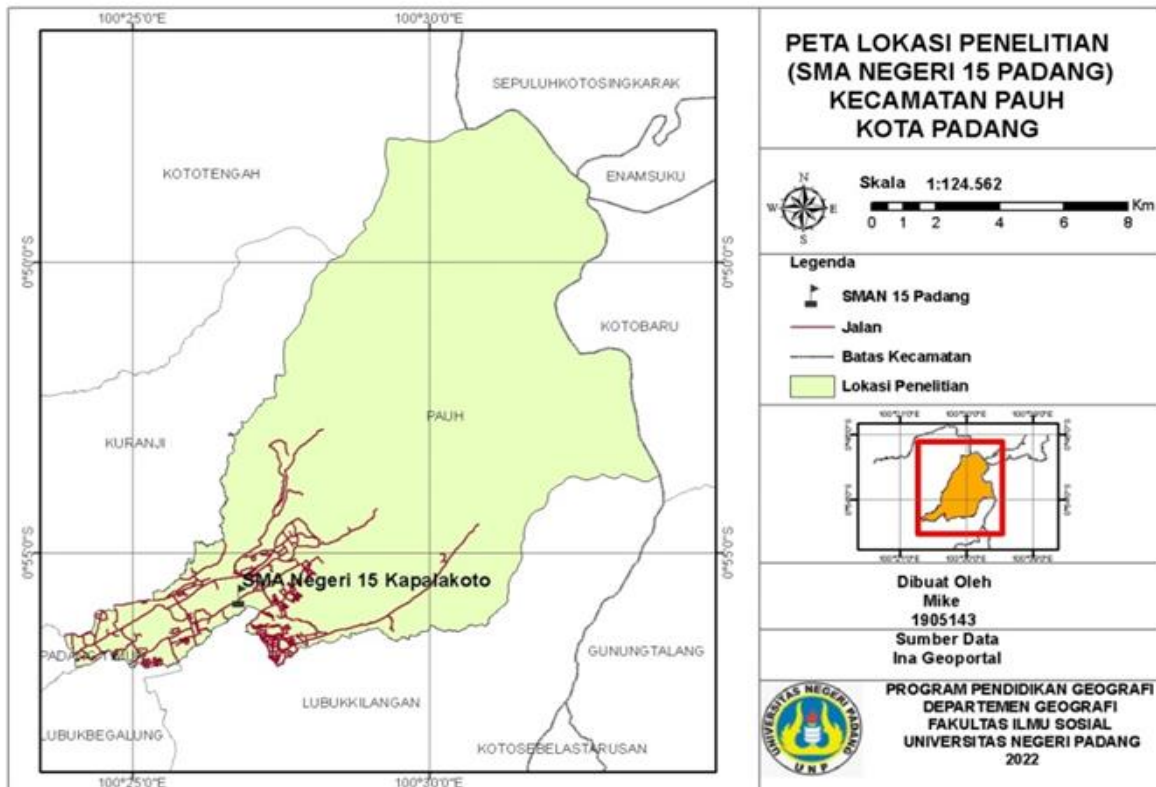 100°25'0"E
100°30'0"E
SEPULUHKOTOSINGKARAK
KOTOTENGAH
ENAMSUKU
0°50'0"S
0°50'0"S
KOTOBARU
PAUH
KURANJI
0°55'0"S
0°55'0"S
SMA Negeri 15 Kapalakoto
PADANG TIMUR
GUNUNGTALANG
LUBUKKILANGAN
LUBUKBEGALUNG
KOTOSEBELASTARUSAN
100°25'0"E
100°30'0"E
PETA LOKASI PENELITIAN
(SMA NEGERI 15 PADANG)
KECAMATAN PAUH
KOTA PADANG
N
W E
S
Skala 1:124.562
0 1 2 4 6 8 Km
Legenda
SMAN 15 Padang
Jalan
Batas Kecamatan
Lokasi Penelitian
Dibuat Oleh
Mike
1905143
Sumber Data
Ina Geoportal
UNIVERSITAS NEGERI PADANG
UNP
PROGRAM PENDIDIKAN GEOGRAFI
DEPARTEMEN GEOGRAFI
FAKULTAS ILMU SOSIAL
UNIVERSITAS NEGERI PADANG
2022